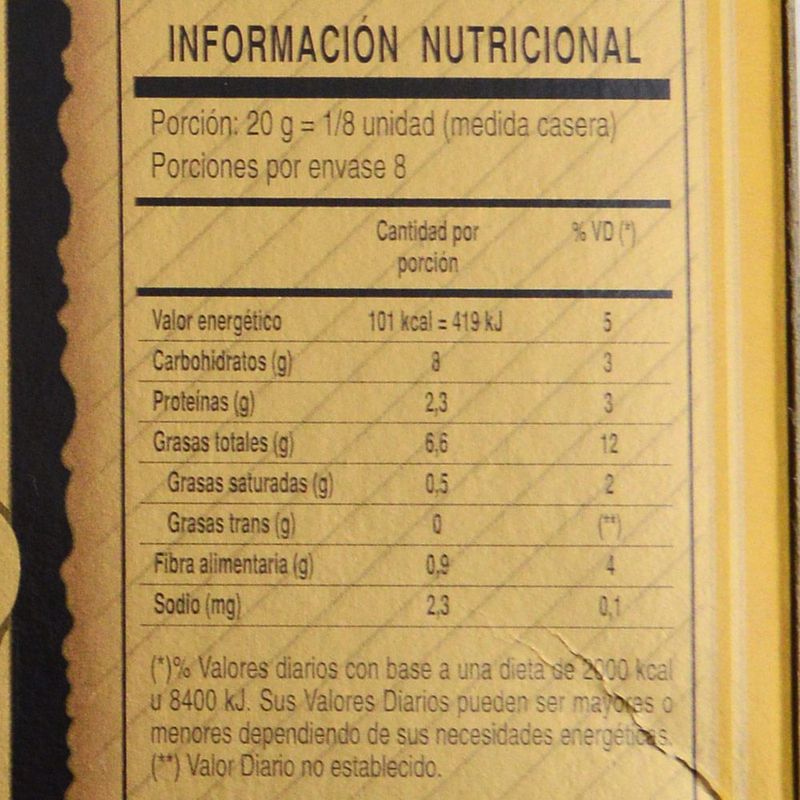 INFORMACIÓN NUTRICIONAL
Porción: 20 g = 1/8 unidad (medida casera)
Porciones por envase 8
Cantidad por porción % VD (*)
Valor energético 101 kcal = 419 kJ 5
Carbohidratos (g) 8 3
Proteínas (g) 2,3 3
Grasas totales (g) 6,6 12
Grasas saturadas (g) 0,5 2
Grasas trans (g) 0 (**)
Fibra alimentaria (g) 0,9 4
Sodio (mg) 2,3 0,1
(*)% Valores diarios con base a una dieta de 2000 kcal
u 8400 kJ. Sus Valores Diarios pueden ser mayores o
menores dependiendo de sus necesidades energéticas.
(**) Valor Diario no establecido.